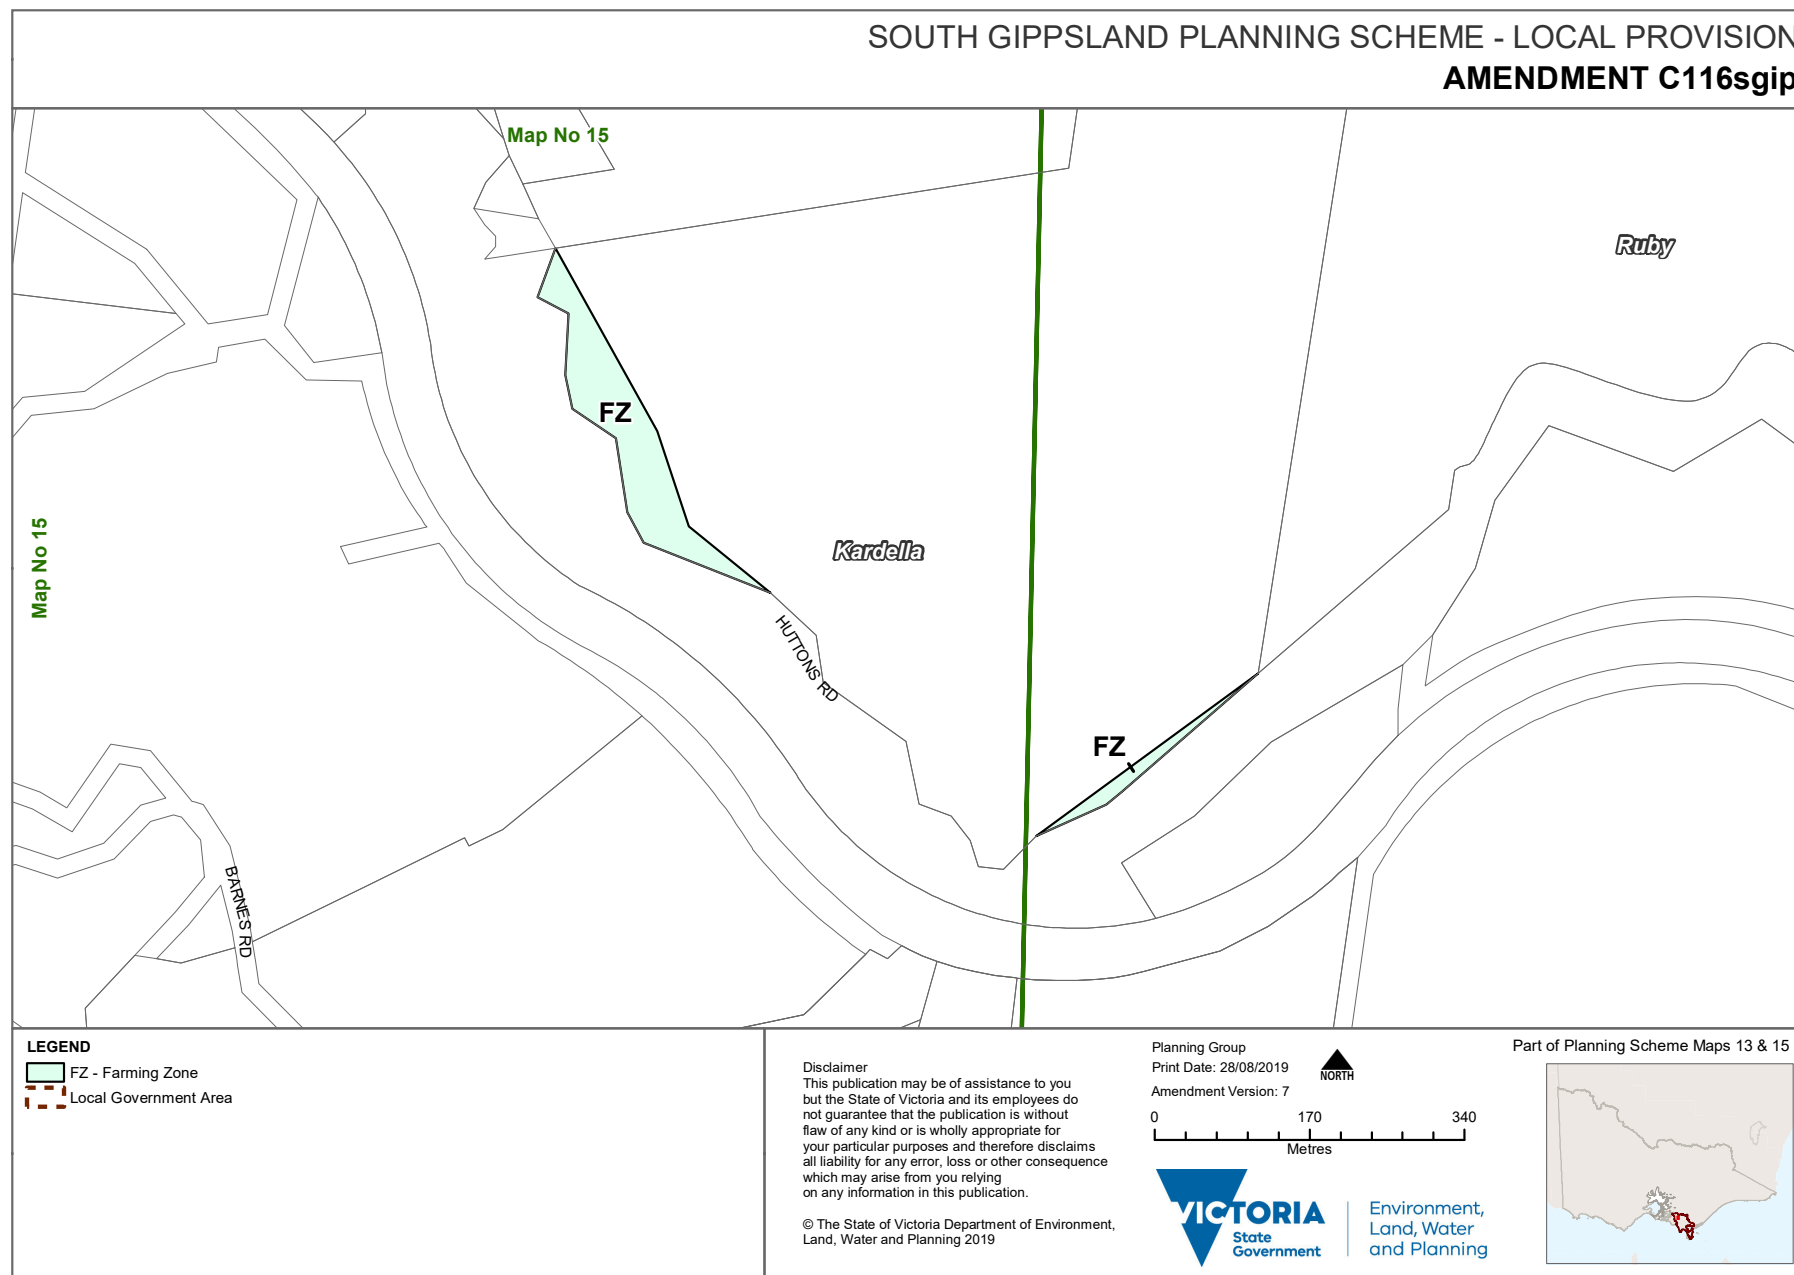 SOUTH GIPPSLAND PLANNING SCHEME - LOCAL PROVISION
AMENDMENT C116sgip
Map No 15
Ruby
FZ
Map No 15
Kardella
HUTTONS RD
FZ
BARNES RD
LEGEND
FZ - Farming Zone
Local Government Area
Disclaimer
This publication may be of assistance to you
but the State of Victoria and its employees do
not guarantee that the publication is without
flaw of any kind or is wholly appropriate for
your particular purposes and therefore disclaims
all liability for any error, loss or other consequence
which may arise from you relying
on any information in this publication.
© The State of Victoria Department of Environment,
Land, Water and Planning 2019
Planning Group
Print Date: 28/08/2019
Amendment Version: 7
NORTH
0 170 340
Metres
VICTORIA
State
Government
Environment,
Land, Water
and Planning
Part of Planning Scheme Maps 13 & 15